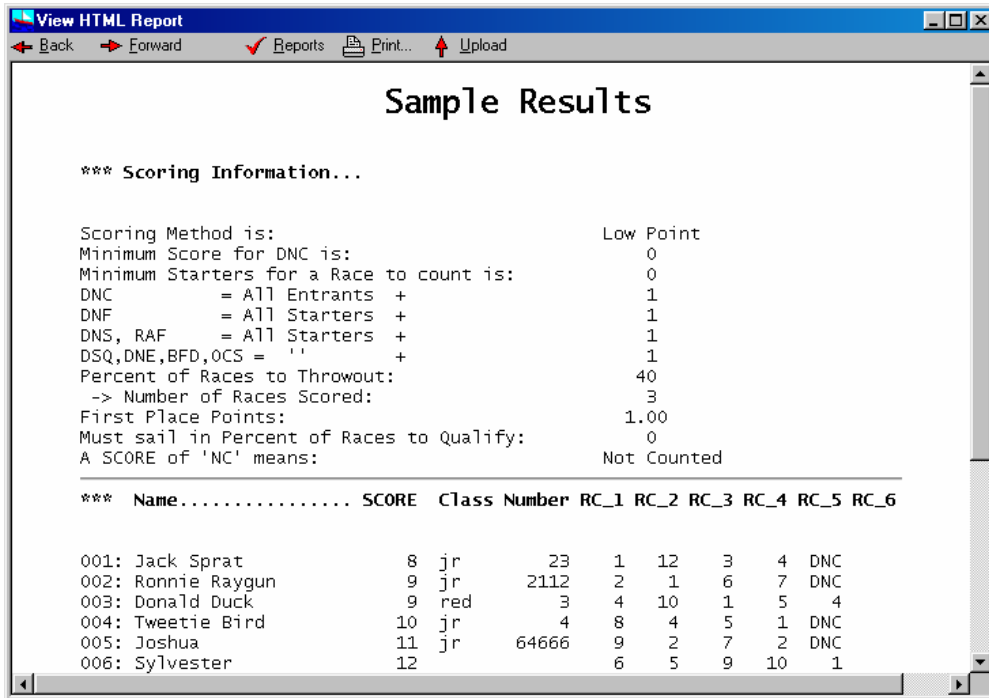 View HTML Report
Back Forward Reports Print... Upload
Sample Results
*** Scoring Information...
Scoring Method is: Low Point
Minimum Score for DNC is: 0
Minimum Starters for a Race to count is: 0
DNC = All Entrants + 1
DNF = All Starters + 1
DNS, RAF = All Starters + 1
DSQ,DNE,BFD,OCS = '' + 1
Percent of Races to Throwout: 40
-> Number of Races Scored: 3
First Place Points: 1.00
Must sail in Percent of Races to Qualify: 0
A SCORE of 'NC' means: Not Counted
*** Name................ SCORE Class Number RC_1 RC_2 RC_3 RC_4 RC_5 RC_6
001: Jack Sprat 8 jr 23 1 12 3 4 DNC
002: Ronnie Raygun 9 jr 2112 2 1 6 7 DNC
003: Donald Duck 9 red 3 4 10 1 5 4
004: Tweetie Bird 10 jr 4 8 4 5 1 DNC
005: Joshua 11 jr 64666 9 2 7 2 DNC
006: Sylvester 12 6 5 9 10 1